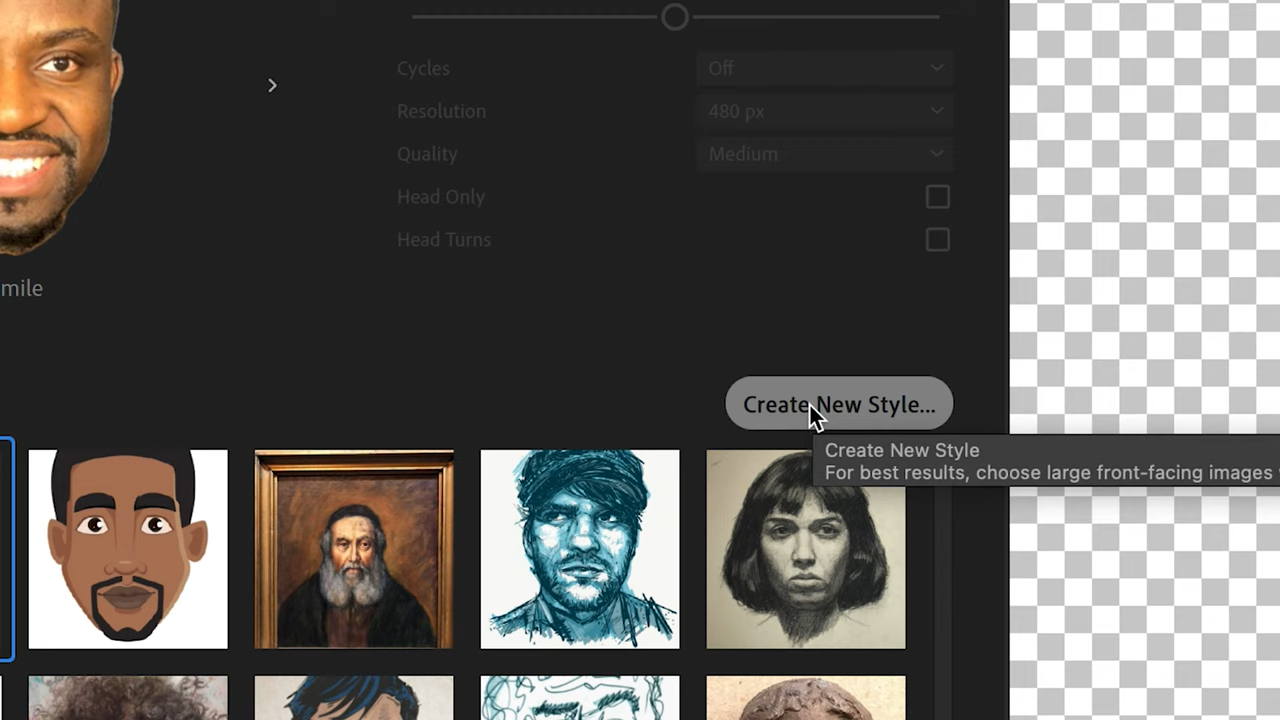 Cycles
Off
Resolution
480 px
Quality
Medium
Head Only
Head Turns
mile
Create New Style...
Create New Style
For best results, choose large front-facing images